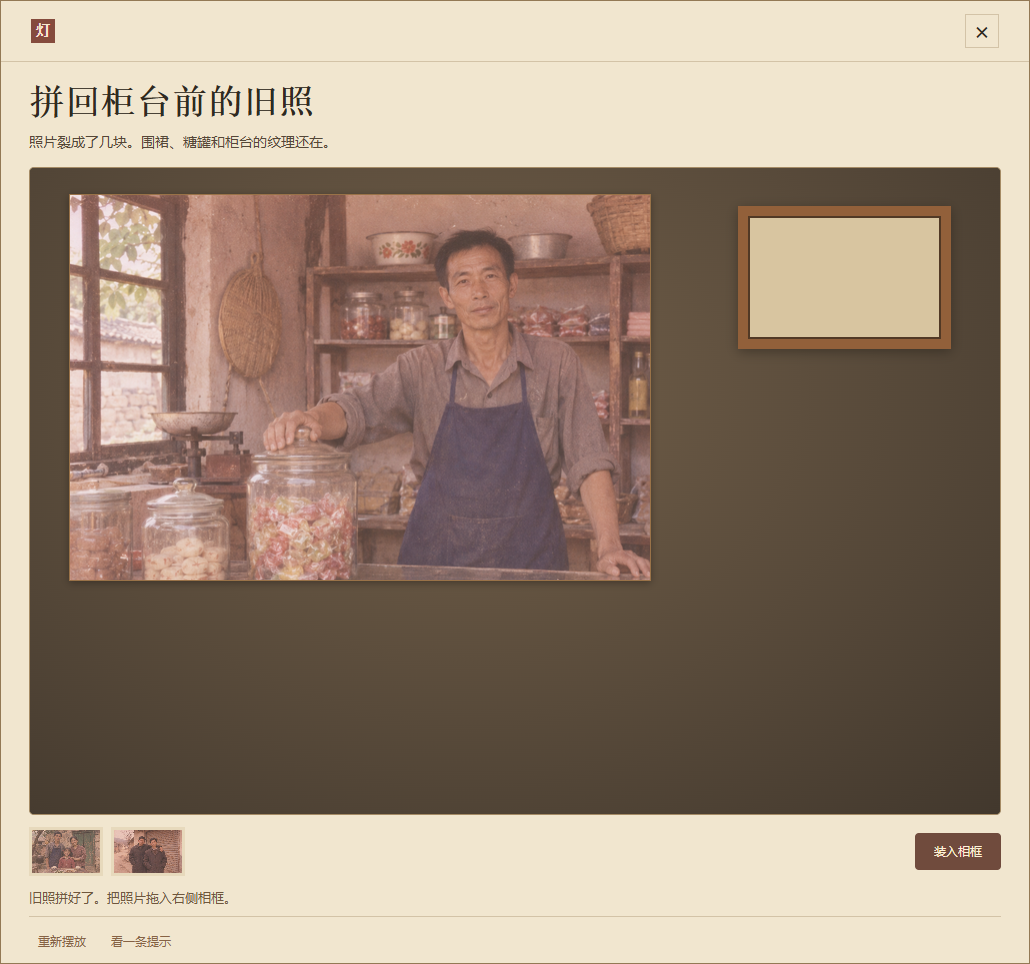 灯
×
拼回柜台前的旧照
照片裂成了几块。围裙、糖罐和柜台的纹理还在。
装入相框
旧照拼好了。把照片拖入右侧相框。
重新摆放
看一条提示